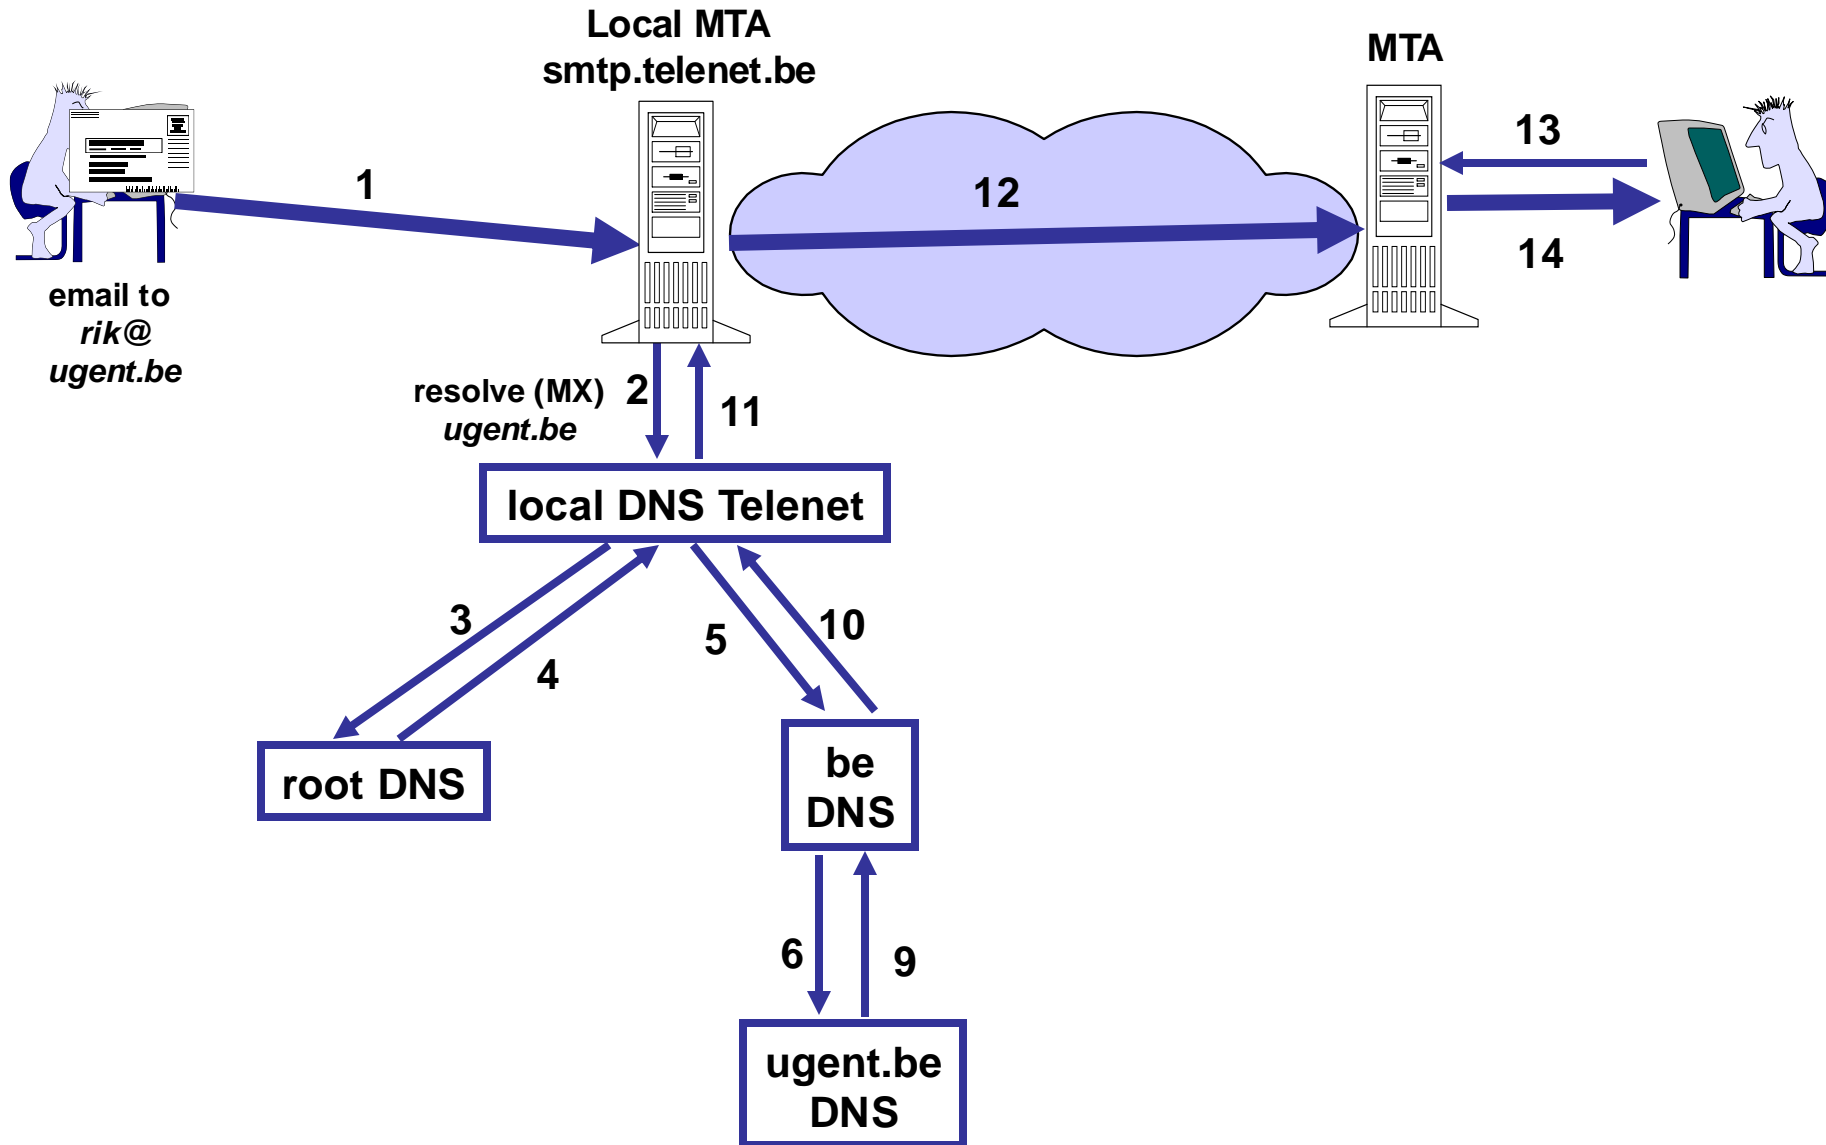 Local MTA
smtp.telenet.be
MTA
1
12
13
14
email to
rik@
ugent.be
resolve (MX)
ugent.be
2
11
local DNS Telenet
3
4
5
10
root DNS
be
DNS
6
9
ugent.be
DNS